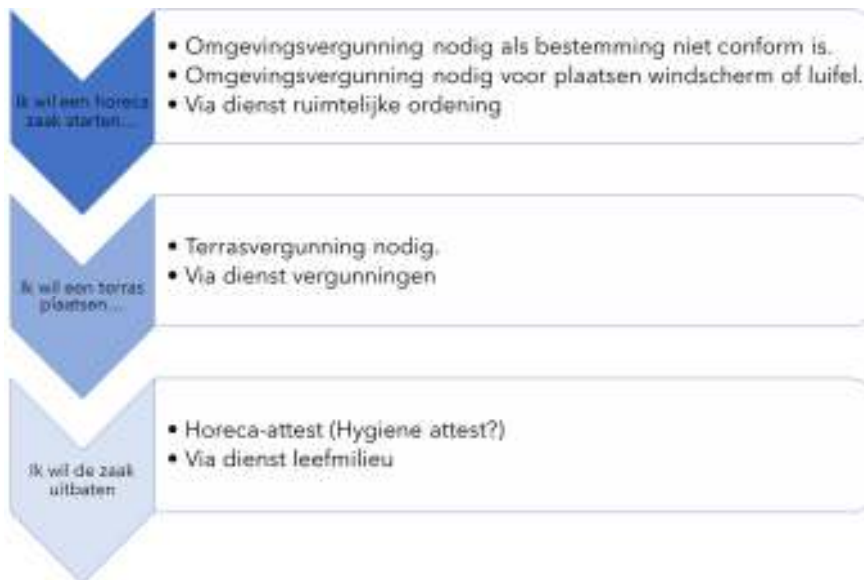 Ik wil een horeca
zaak starten...
• Omgevingsvergunning nodig als bestemming niet conform is.
• Omgevingsvergunning nodig voor plaatsen windscherm of luifel.
• Via dienst ruimtelijke ordening
Ik wil een terras
plaatsen...
• Terrasvergunning nodig.
• Via dienst vergunningen
Ik wil de zaak
uitbaten
• Horeca-attest (Hygiene attest?)
• Via dienst leefmilieu